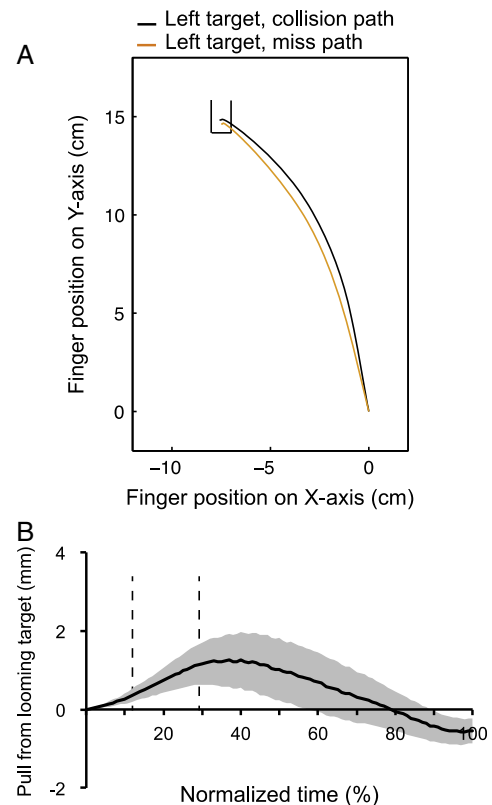 Left target, collision path
Left target, miss path
A
15
10
5
0
Finger position on Y-axis (cm)
−10
−5
0
Finger position on X-axis (cm)
B
4
2
0
-2
Pull from looming target (mm)
20
40
60
80
100
Normalized time (%)